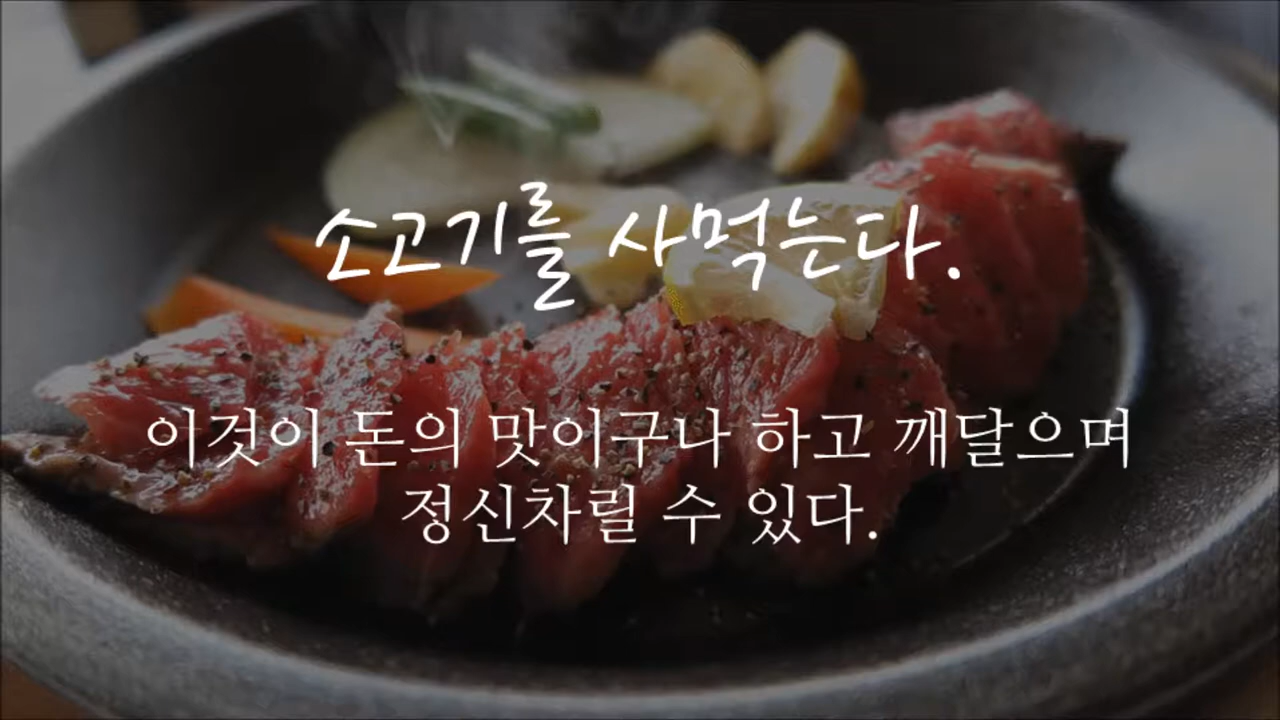 소고기를 사먹는다.
이것이 돈의 맛이구나 하고 깨달으며
정신차릴 수 있다.